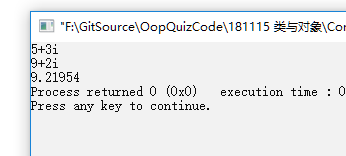 "F:\GitSource\OopQuizCode\181115 类与对象\Cor
5+3i
9+2i
9.21954
Process returned 0 (0x0)   execution time : 0
Press any key to continue.